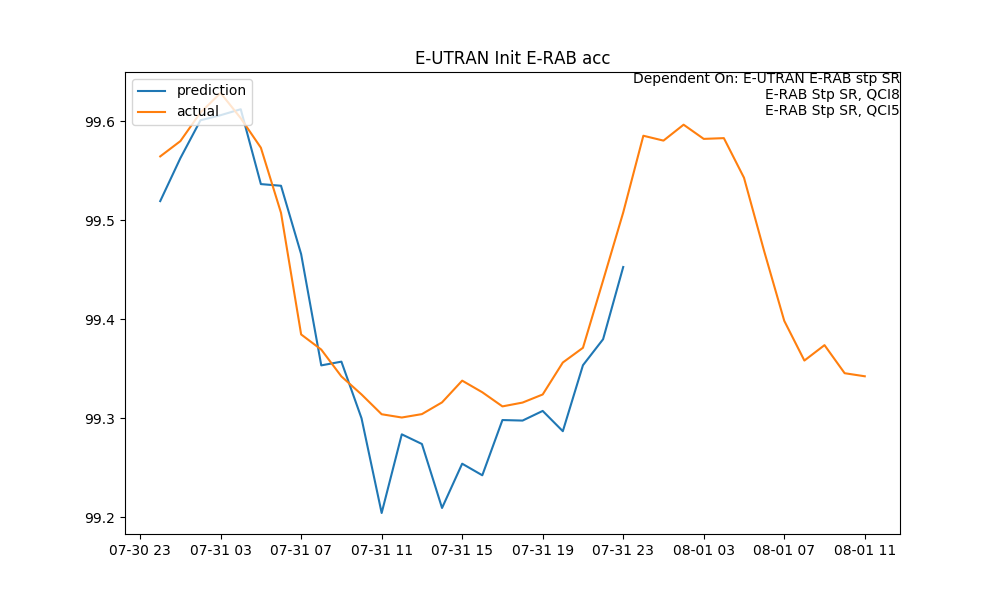 E-UTRAN Init E-RAB acc
prediction
actual
Dependent On: E-UTRAN E-RAB stp SR
E-RAB Stp SR, QCI8
E-RAB Stp SR, QCI5
99.6
99.5
99.4
99.3
99.2
07-30 23
07-31 03
07-31 07
07-31 11
07-31 15
07-31 19
07-31 23
08-01 03
08-01 07
08-01 11